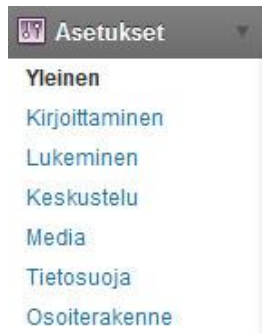 Asetukset
Yleinen
Kirjoittaminen
Lukeminen
Keskustelu
Media
Tietosuoja
Osoiterakenne